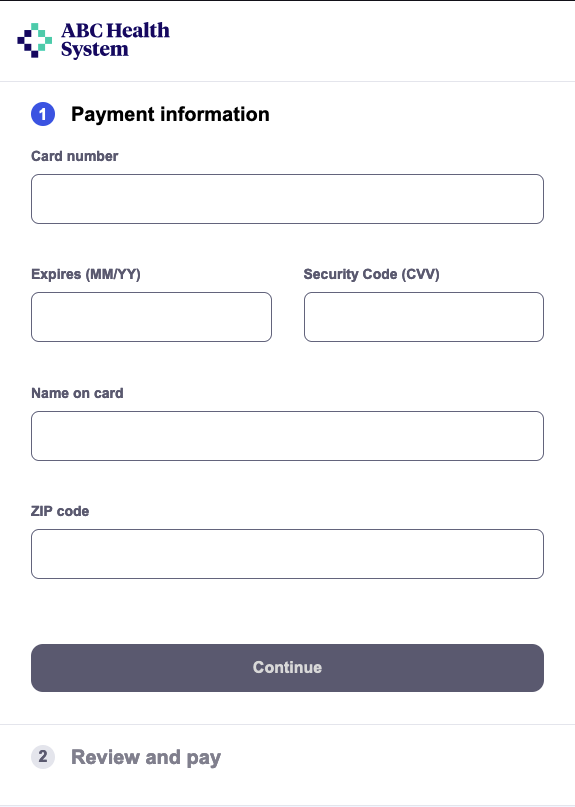 ABC Health
System
1 Payment information
Card number
Expires (MM/YY) Security Code (CVV)
Name on card
ZIP code
Continue
2 Review and pay